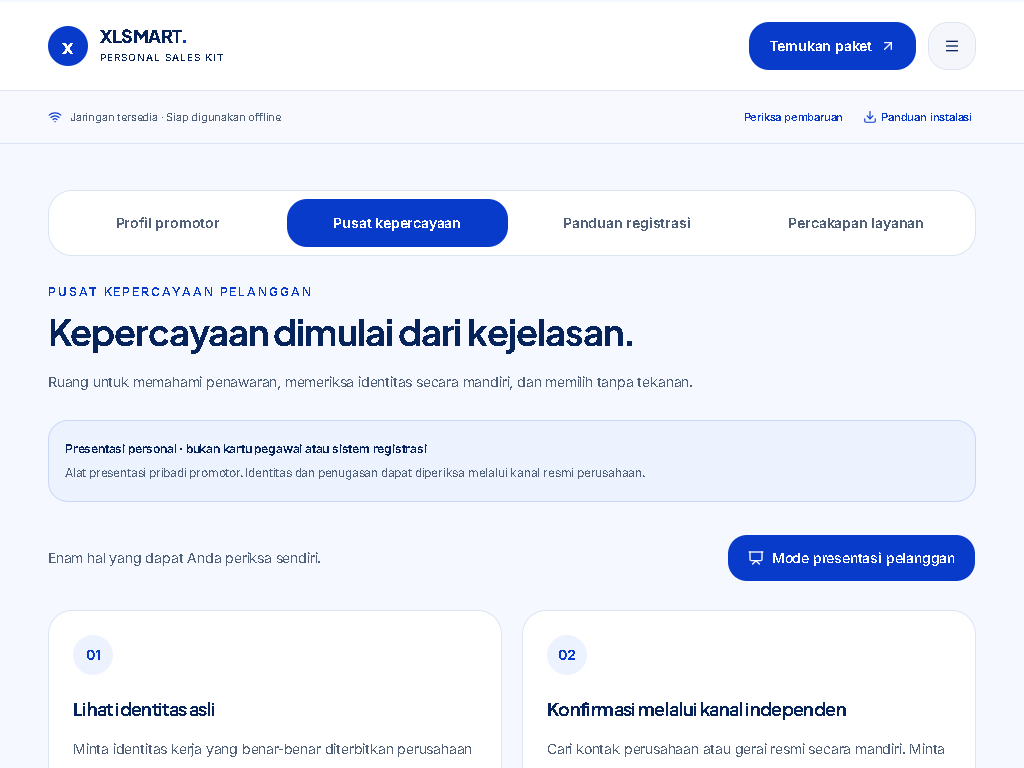 x
XLSMART.
PERSONAL SALES KIT
Temukan paket
Jaringan tersedia · Siap digunakan offline
Periksa pembaruan
Panduan instalasi
Profil promotor
Pusat kepercayaan
Panduan registrasi
Percakapan layanan
PUSAT KEPERCAYAAN PELANGGAN
Kepercayaan dimulai dari kejelasan.
Ruang untuk memahami penawaran, memeriksa identitas secara mandiri, dan memilih tanpa tekanan.
Presentasi personal · bukan kartu pegawai atau sistem registrasi
Alat presentasi pribadi promotor. Identitas dan penugasan dapat diperiksa melalui kanal resmi perusahaan.
Enam hal yang dapat Anda periksa sendiri.
Mode presentasi pelanggan
01
Lihat identitas asli
Minta identitas kerja yang benar-benar diterbitkan perusahaan
02
Konfirmasi melalui kanal independen
Cari kontak perusahaan atau gerai resmi secara mandiri. Minta